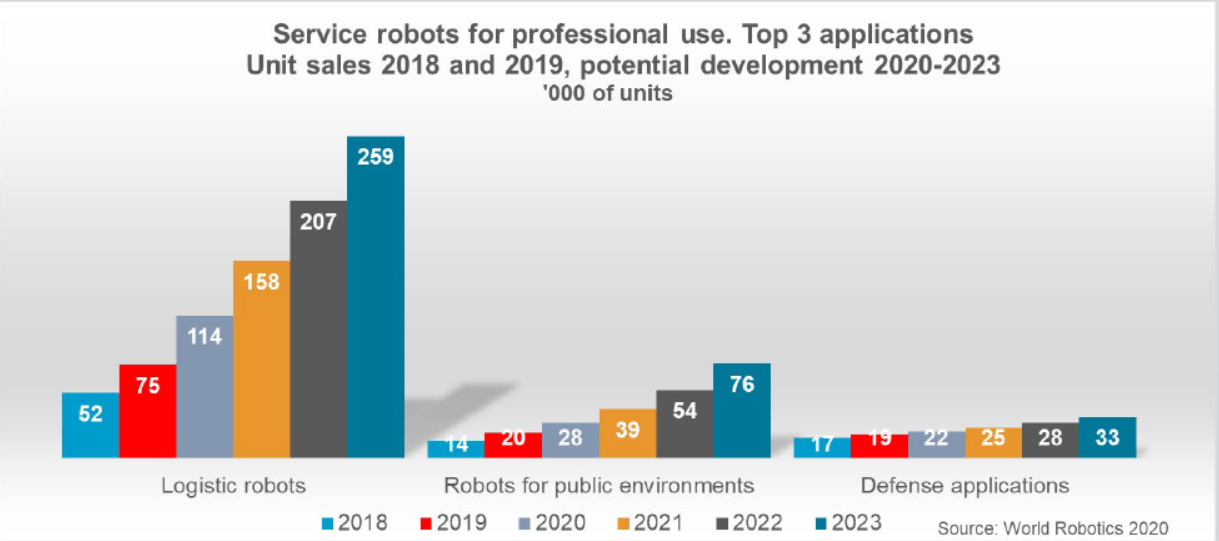 Service robots for professional use. Top 3 applications
Unit sales 2018 and 2019, potential development 2020-2023
'000 of units
259
207
158
114
75
52
76
54
39
28
20
14
33
28
25
22
19
17
Logistic robots
Robots for public environments
Defense applications
2018 2019 2020 2021 2022 2023
Source: World Robotics 2020